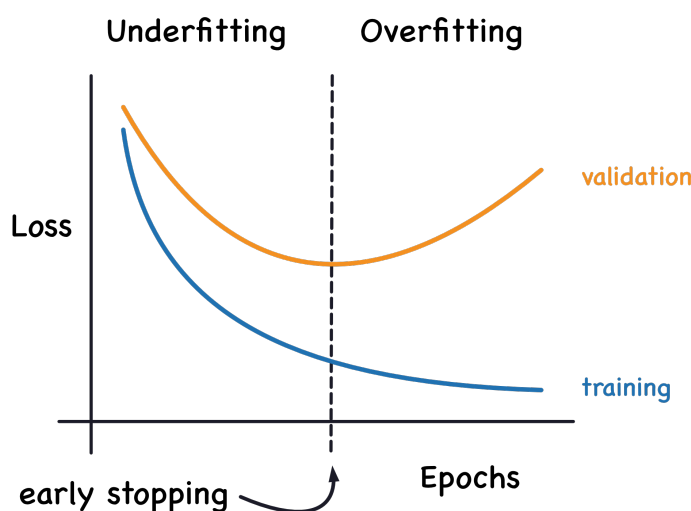 Underfitting
Overfitting
Loss
validation
training
Epochs
early stopping